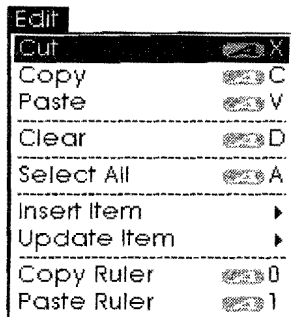 Edit
Cut X
Copy C
Paste V
Clear D
Select All A
Insert Item
Update Item
Copy Ruler 0
Paste Ruler 1